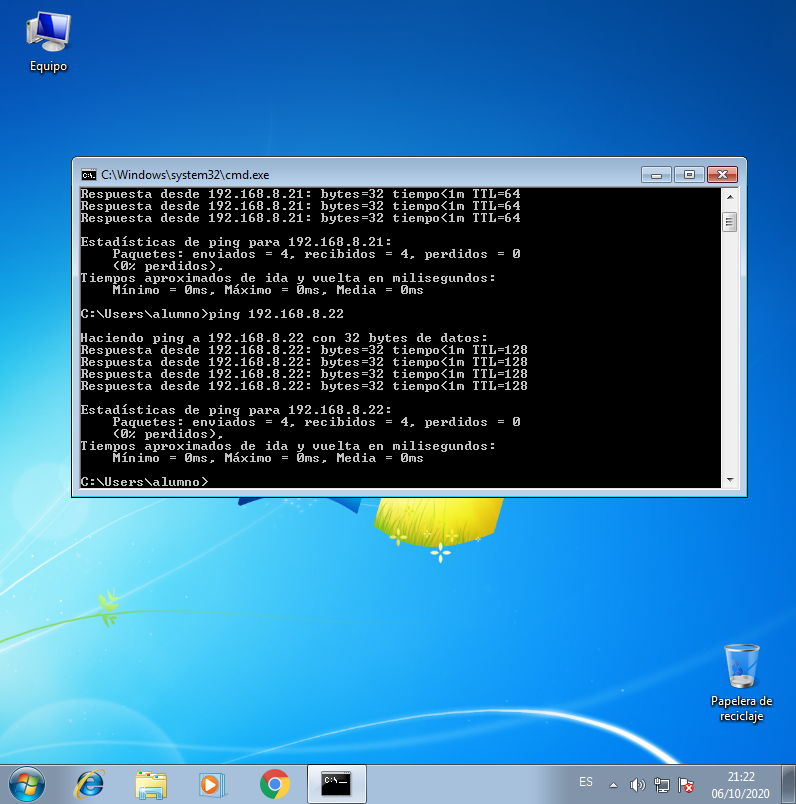 Equipo
C:\Windows\system32\cmd.exe
Respuesta desde 192.168.8.21: bytes=32 tiempo<1m TTL=64
Respuesta desde 192.168.8.21: bytes=32 tiempo<1m TTL=64
Respuesta desde 192.168.8.21: bytes=32 tiempo<1m TTL=64
Estadísticas de ping para 192.168.8.21:
Paquetes: enviados = 4, recibidos = 4, perdidos = 0
(0% perdidos),
Tiempos aproximados de ida y vuelta en milisegundos:
Mínimo = 0ms, Máximo = 0ms, Media = 0ms
C:\Users\alumno>ping 192.168.8.22
Haciendo ping a 192.168.8.22 con 32 bytes de datos:
Respuesta desde 192.168.8.22: bytes=32 tiempo<1m TTL=128
Respuesta desde 192.168.8.22: bytes=32 tiempo<1m TTL=128
Respuesta desde 192.168.8.22: bytes=32 tiempo<1m TTL=128
Respuesta desde 192.168.8.22: bytes=32 tiempo<1m TTL=128
Estadísticas de ping para 192.168.8.22:
Paquetes: enviados = 4, recibidos = 4, perdidos = 0
(0% perdidos),
Tiempos aproximados de ida y vuelta en milisegundos:
Mínimo = 0ms, Máximo = 0ms, Media = 0ms
C:\Users\alumno>
Papelera de
reciclaje
ES
21:22
06/10/2020